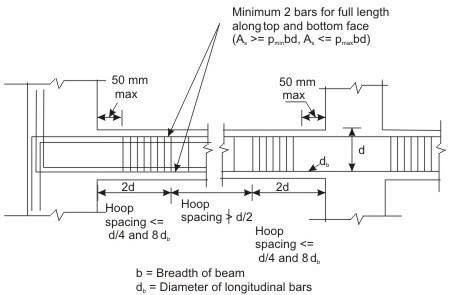 Minimum 2 bars for full length
along top and bottom face
(As >= pminbd, As <= pmaxbd)
50 mm
max
50 mm
max
d
db
2d
2d
Hoop
spacing <=
d/4 and 8 db
Hoop
spacing ≯ d/2
Hoop
spacing <=
d/4 and 8 db
b = Breadth of beam
db = Diameter of longitudinal bars